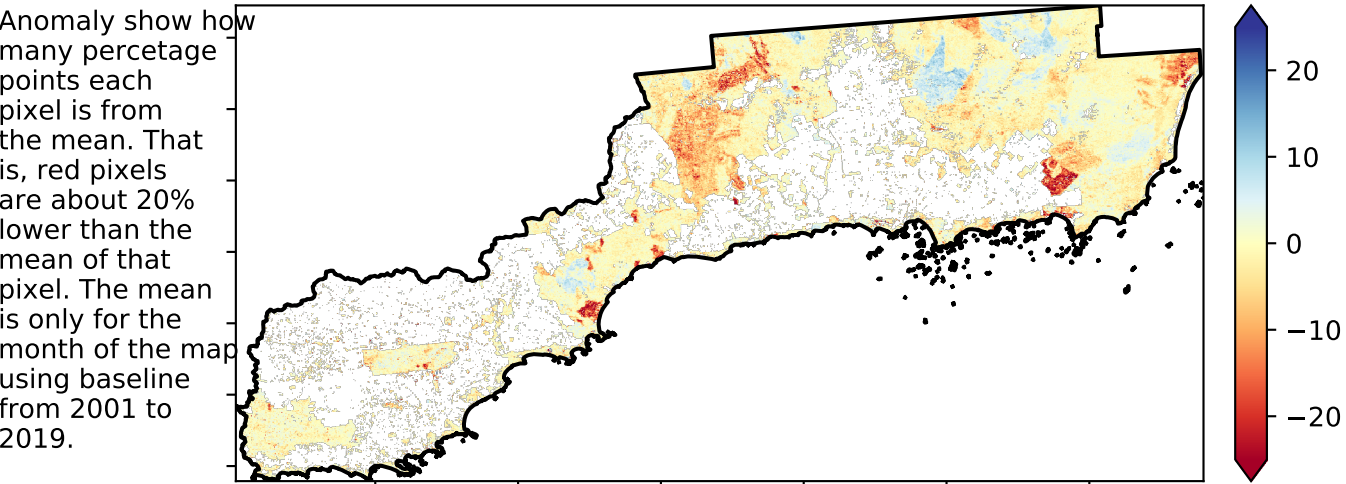 Anomaly show how
many percetage
points each
pixel is from
the mean. That
is, red pixels
are about 20%
lower than the
mean of that
pixel. The mean
is only for the
month of the map
using baseline
from 2001 to
2019.
20
10
0
−10
−20